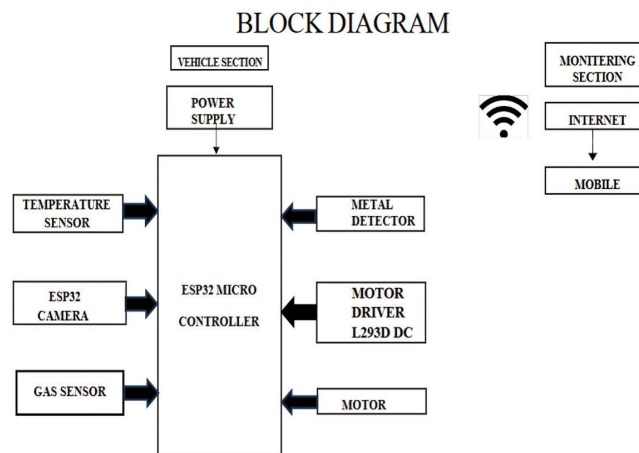 BLOCK DIAGRAM
VEHICLE SECTION
POWER
SUPPLY
MONITERING
SECTION
INTERNET
MOBILE
TEMPERATURE
SENSOR
METAL
DETECTOR
ESP32
CAMERA
ESP32 MICRO
CONTROLLER
MOTOR
DRIVER
L293D DC
GAS SENSOR
MOTOR